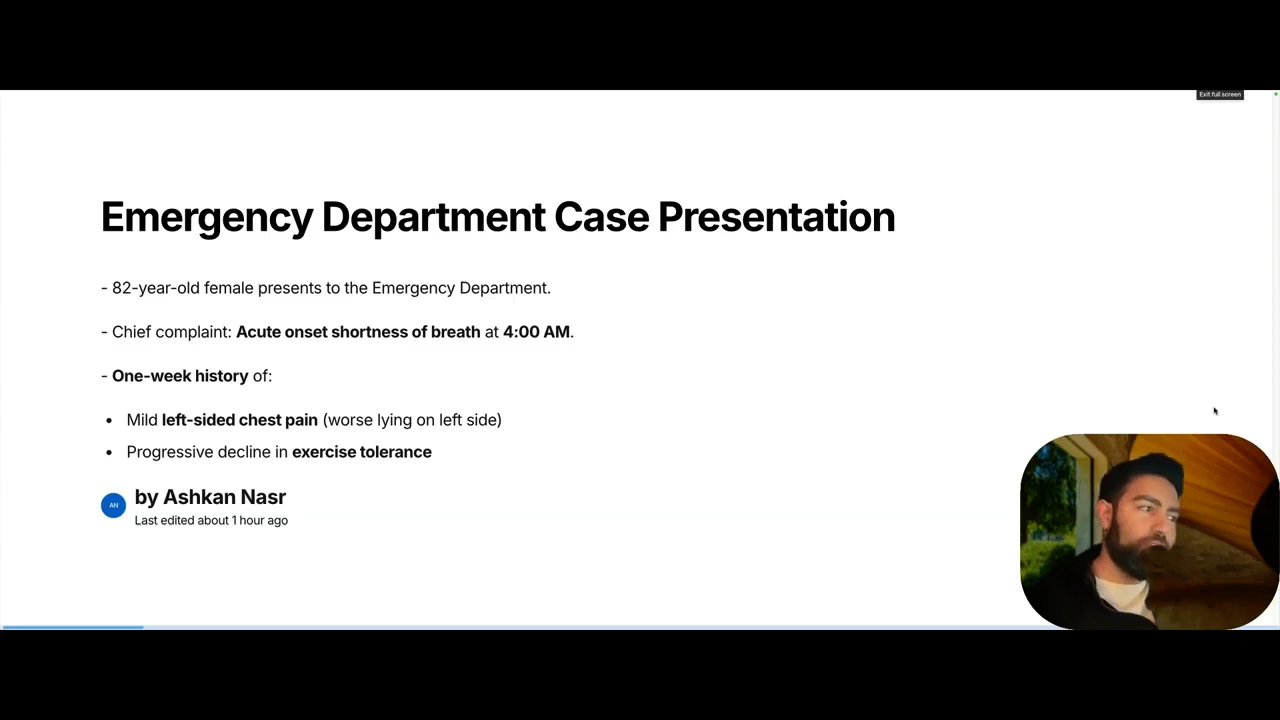 Exit full screen
Emergency Department Case Presentation
- 82-year-old female presents to the Emergency Department.
- Chief complaint: Acute onset shortness of breath at 4:00 AM.
- One-week history of:
• Mild left-sided chest pain (worse lying on left side)
• Progressive decline in exercise tolerance
AN
by Ashkan Nasr
Last edited about 1 hour ago